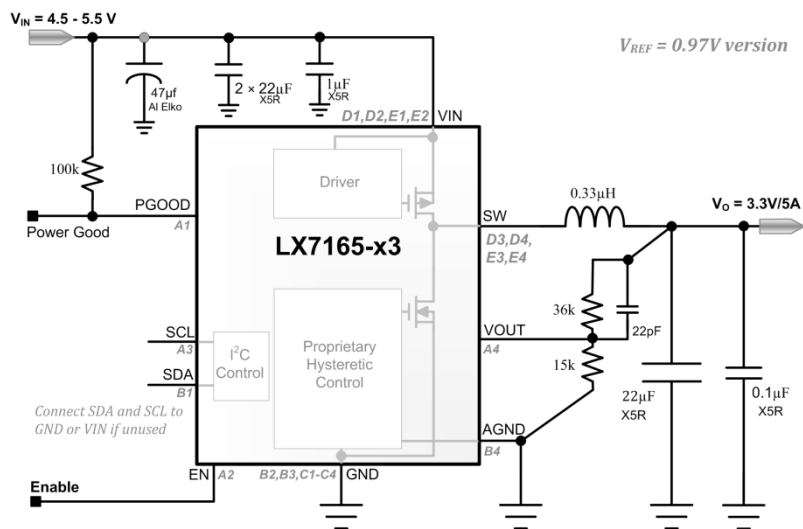 V_IN = 4.5 - 5.5 V
V_REF = 0.97V version
47µf
Al Elko
2 × 22µF
X5R
1µF
X5R
D1,D2,E1,E2
VIN
100k
Driver
PGOOD
A1
Power Good
LX7165-x3
SW
D3,D4,
E3,E4
0.33µH
V_O = 3.3V/5A
36k
22pF
SCL
A3
VOUT
A4
I²C
Control
Proprietary
Hysteretic
Control
15k
SDA
B1
22µF
X5R
0.1µF
X5R
Connect SDA and SCL to
GND or VIN if unused
AGND
B4
EN
A2
B2,B3,C1-C4
GND
Enable